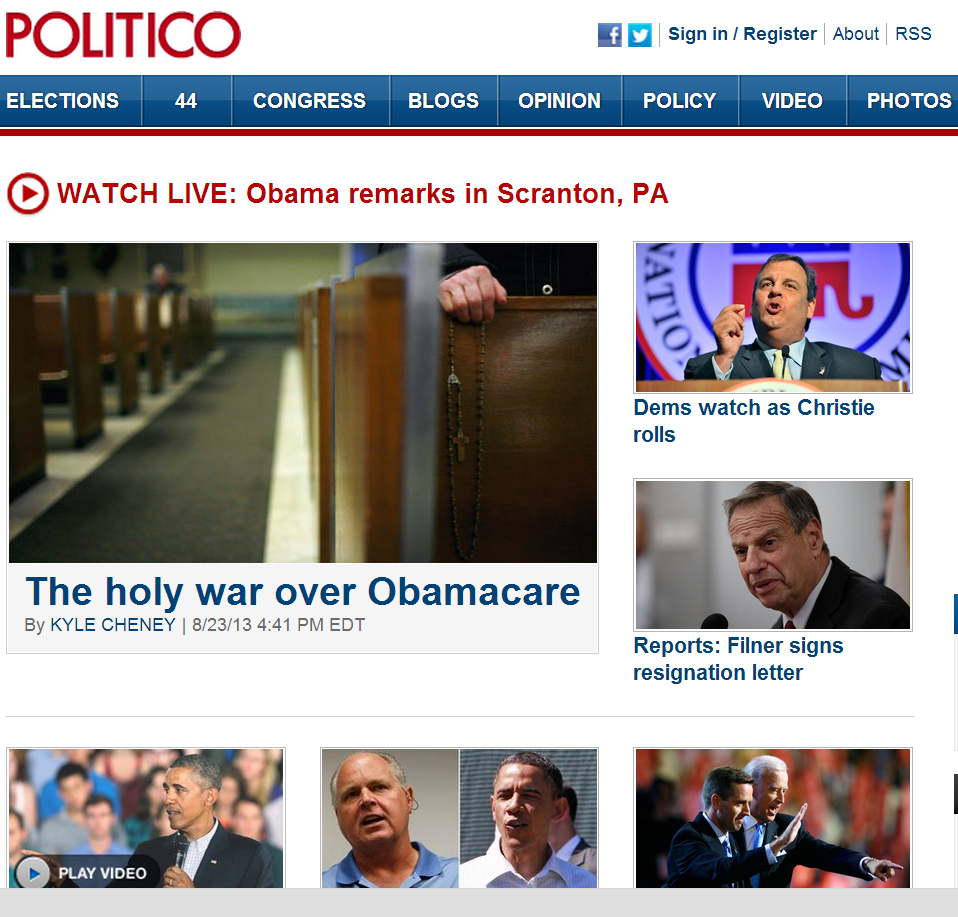 POLITICO
Sign in / Register About RSS
ELECTIONS 44 CONGRESS BLOGS OPINION POLICY VIDEO PHOTOS
WATCH LIVE: Obama remarks in Scranton, PA
Dems watch as Christie
rolls
The holy war over Obamacare
By KYLE CHENEY | 8/23/13 4:41 PM EDT
Reports: Filner signs
resignation letter
PLAY VIDEO